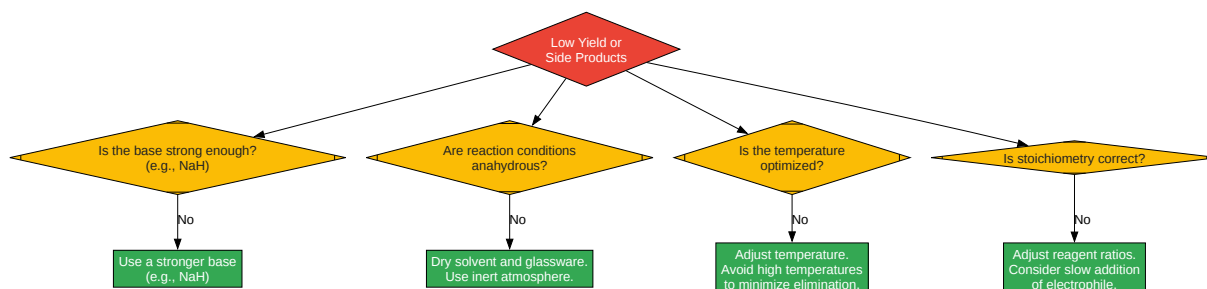 Low Yield or
Side Products
Is the base strong enough?
(e.g., NaH)
Are reaction conditions
anahydrous?
Is the temperature
optimized?
Is stoichiometry correct?
No
No
No
No
Use a stronger base
(e.g., NaH)
Dry solvent and glassware.
Use inert atmosphere.
Adjust temperature.
Avoid high temperatures
to minimize elimination.
Adjust reagent ratios.
Consider slow addition
of electrophile.